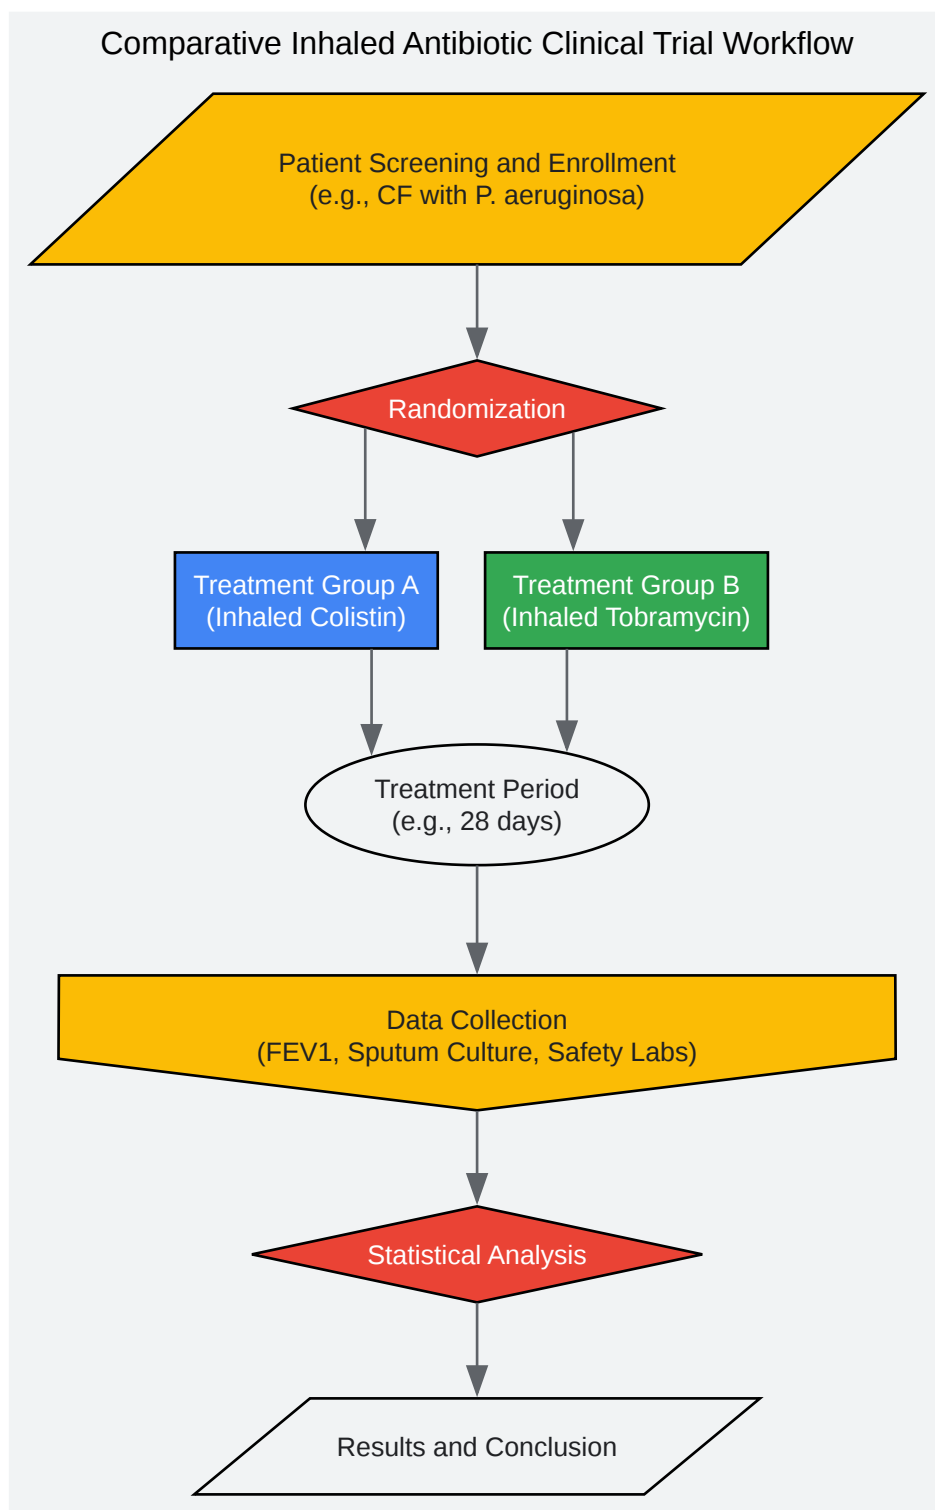 Comparative Inhaled Antibiotic Clinical Trial Workflow
Patient Screening and Enrollment
(e.g., CF with P. aeruginosa)
Randomization
Treatment Group A
(Inhaled Colistin)
Treatment Group B
(Inhaled Tobramycin)
Treatment Period
(e.g., 28 days)
Data Collection
(FEV1, Sputum Culture, Safety Labs)
Statistical Analysis
Results and Conclusion